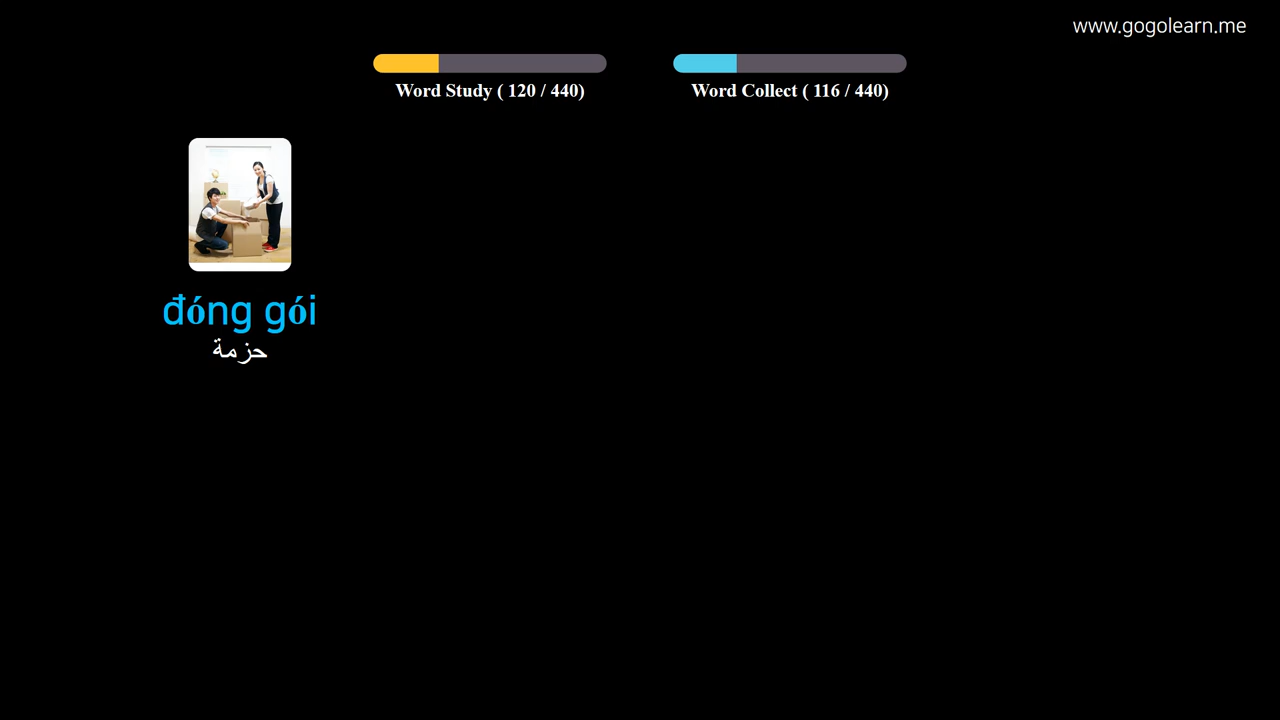 www.gogolearn.me
Word Study ( 120 / 440)
Word Collect ( 116 / 440)
đóng gói
حزمة